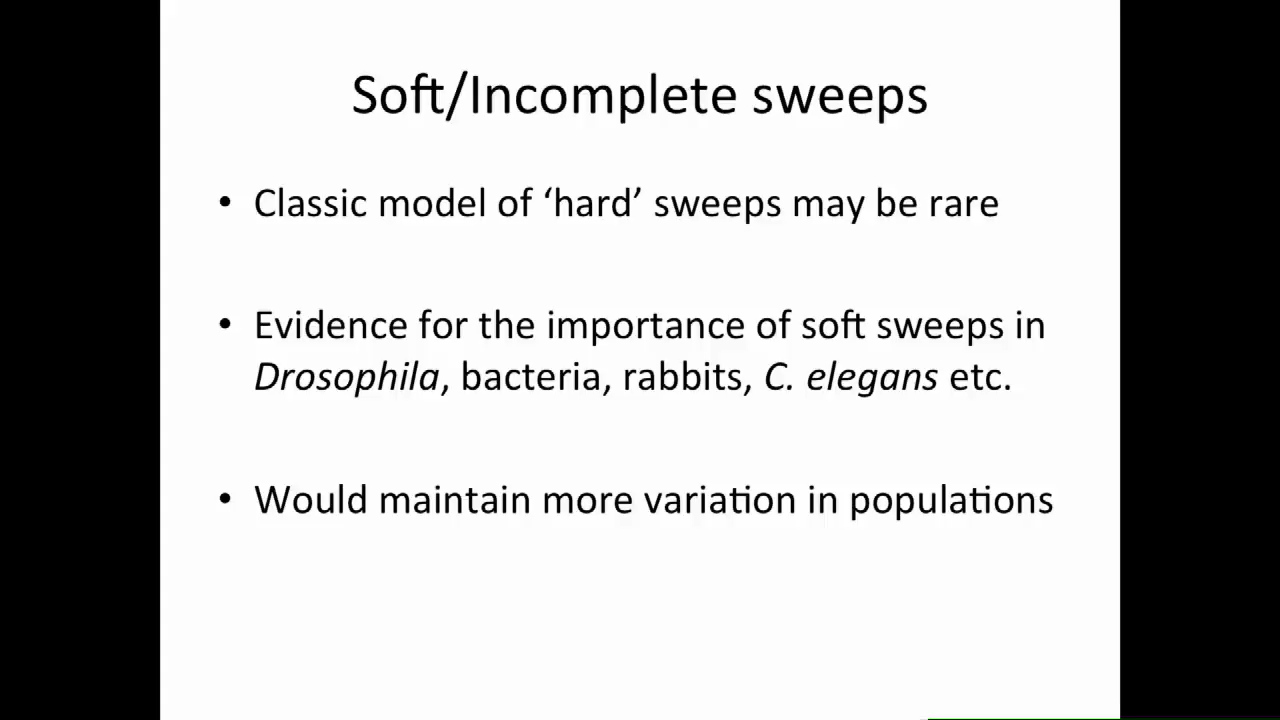 Soft/Incomplete sweeps
• Classic model of ‘hard’ sweeps may be rare
• Evidence for the importance of soft sweeps in
Drosophila, bacteria, rabbits, C. elegans etc.
• Would maintain more variation in populations